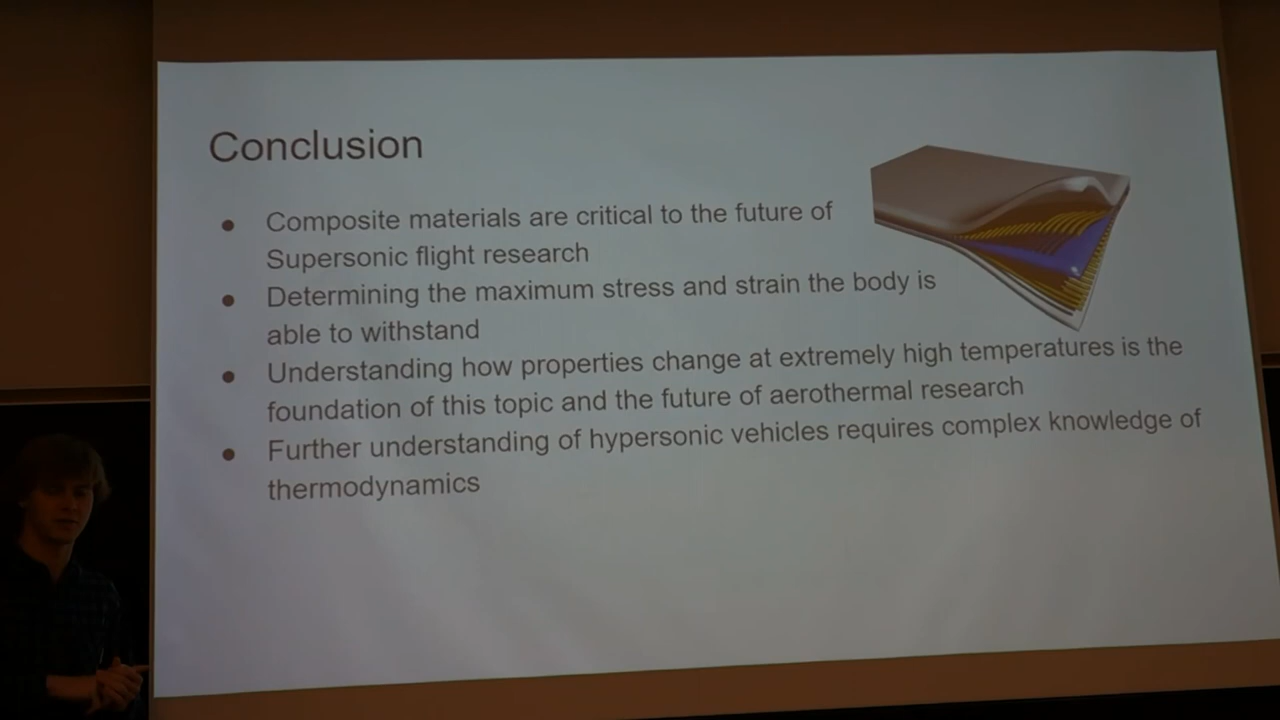 Conclusion
● Composite materials are critical to the future of
Supersonic flight research
● Determining the maximum stress and strain the body is
able to withstand
● Understanding how properties change at extremely high temperatures is the
foundation of this topic and the future of aerothermal research
● Further understanding of hypersonic vehicles requires complex knowledge of
thermodynamics